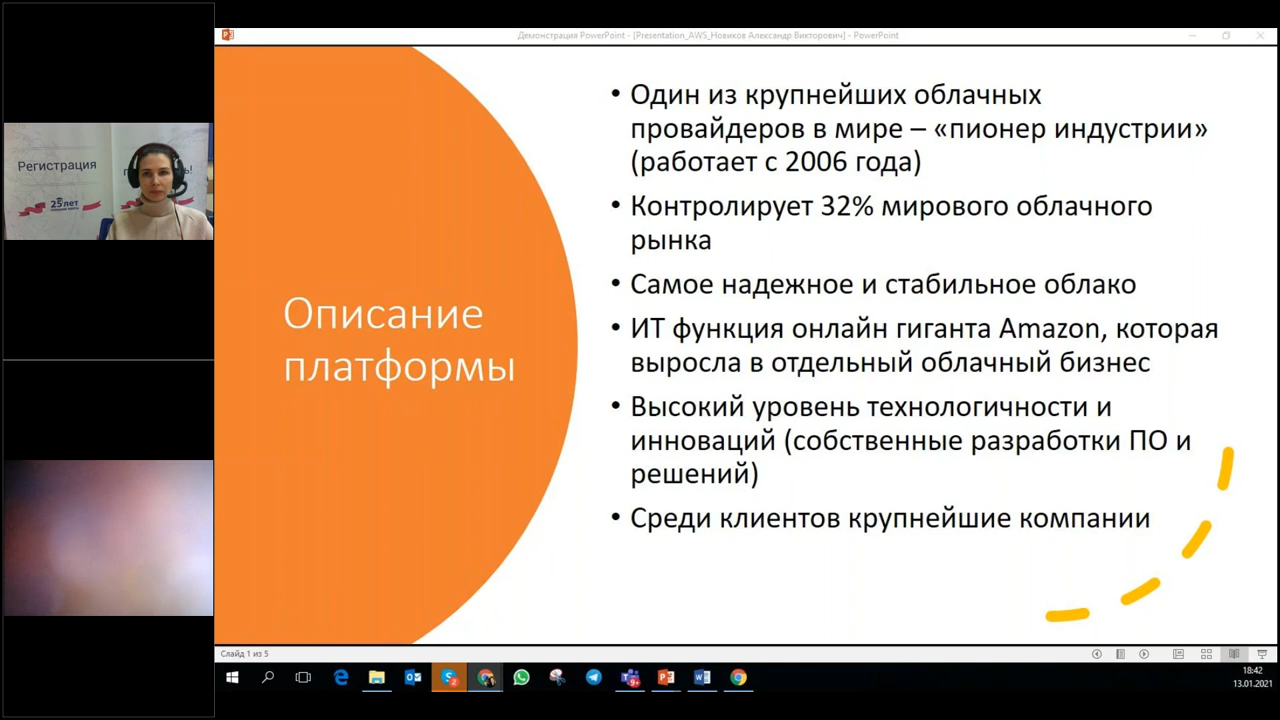 Демонстрация PowerPoint - [Presentation_AWS_Новиков Александр Викторович] - PowerPoint
Регистрация
25 лет
Описание
платформы
• Один из крупнейших облачных
провайдеров в мире – «пионер индустрии»
(работает с 2006 года)
• Контролирует 32% мирового облачного
рынка
• Самое надежное и стабильное облако
• ИТ функция онлайн гиганта Amazon, которая
выросла в отдельный облачный бизнес
• Высокий уровень технологичности и
инноваций (собственные разработки ПО и
решений)
• Среди клиентов крупнейшие компании
Слайд 1 из 5
18:42
13.01.2021